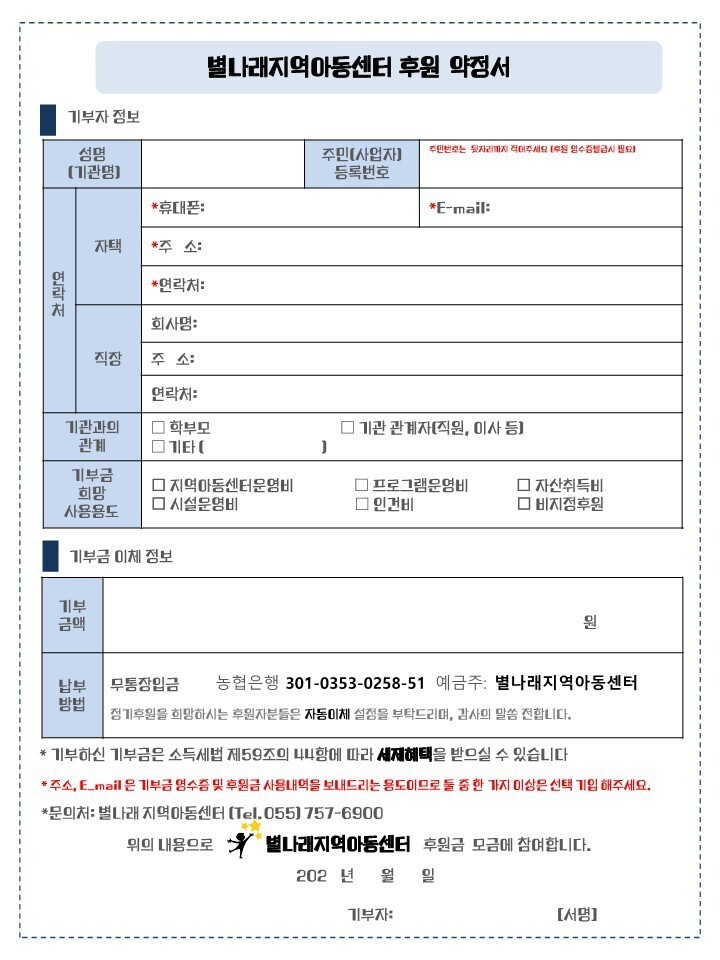 별나래지역아동센터 후원 약정서
기부자 정보
성명
(기관명)
주민(사업자)
등록번호
주민번호는 뒷자리까지 적어주세요 (후원 영수증발급시 필요)
연락처
자택
*휴대폰:
*E-mail:
*주 소:
*연락처:
직장
회사명:
주 소:
연락처:
기관과의
관계
□ 학부모 □ 기관 관계자(직원, 이사 등)
□ 기타 ( )
기부금
희망
사용용도
□ 지역아동센터운영비 □ 프로그램운영비 □ 자산취득비
□ 시설운영비 □ 인건비 □ 비지정후원
기부금 이체 정보
기부
금액
원
납부
방법
무통장입금 농협은행 301-0353-0258-51 예금주: 별나래지역아동센터
정기후원을 희망하시는 후원자분들은 자동이체 설정을 부탁드리며, 감사의 말씀 전합니다.
* 기부하신 기부금은 소득세법 제59조의 44항에 따라 세제혜택을 받으실 수 있습니다
* 주소, E_mail 은 기부금 영수증 및 후원금 사용내역을 보내드리는 용도이므로 둘 중 한 가지 이상은 선택 기입 해주세요.
*문의처: 별나래 지역아동센터 (Tel. 055) 757-6900
위의 내용으로 별나래지역아동센터 후원금 모금에 참여합니다.
202 년 월 일
기부자: [서명]